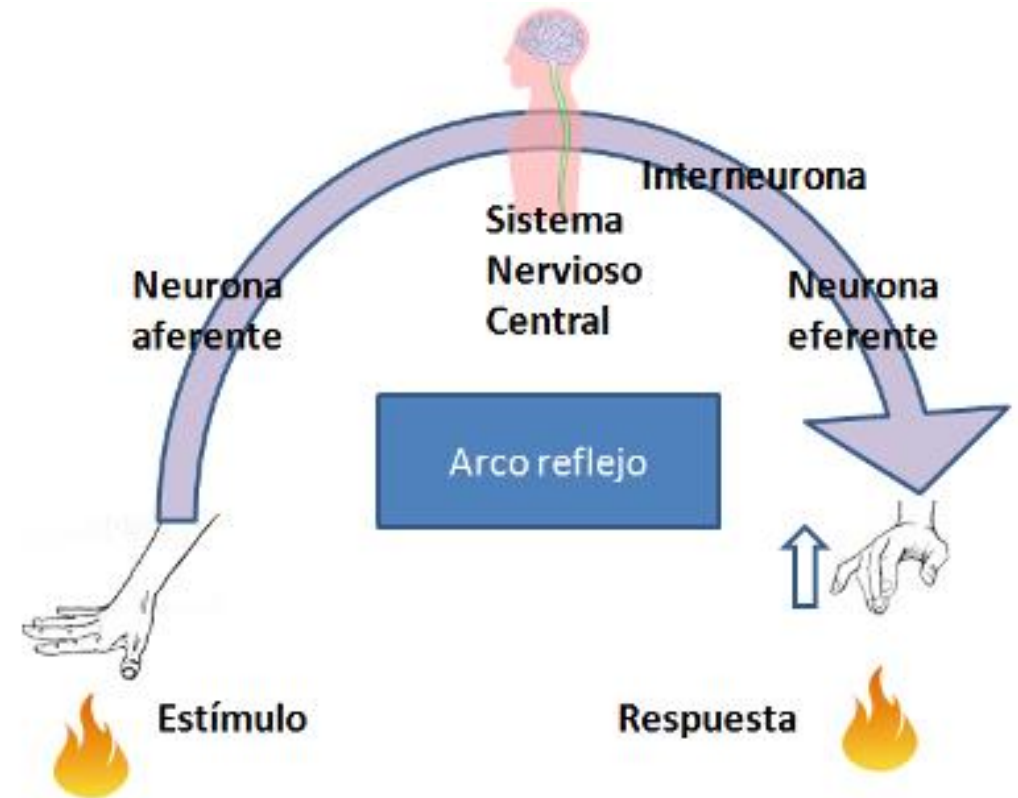 Interneurona
Sistema
Nervioso
Central
Neurona
aferente
Neurona
eferente
Arco reflejo
Estímulo
Respuesta